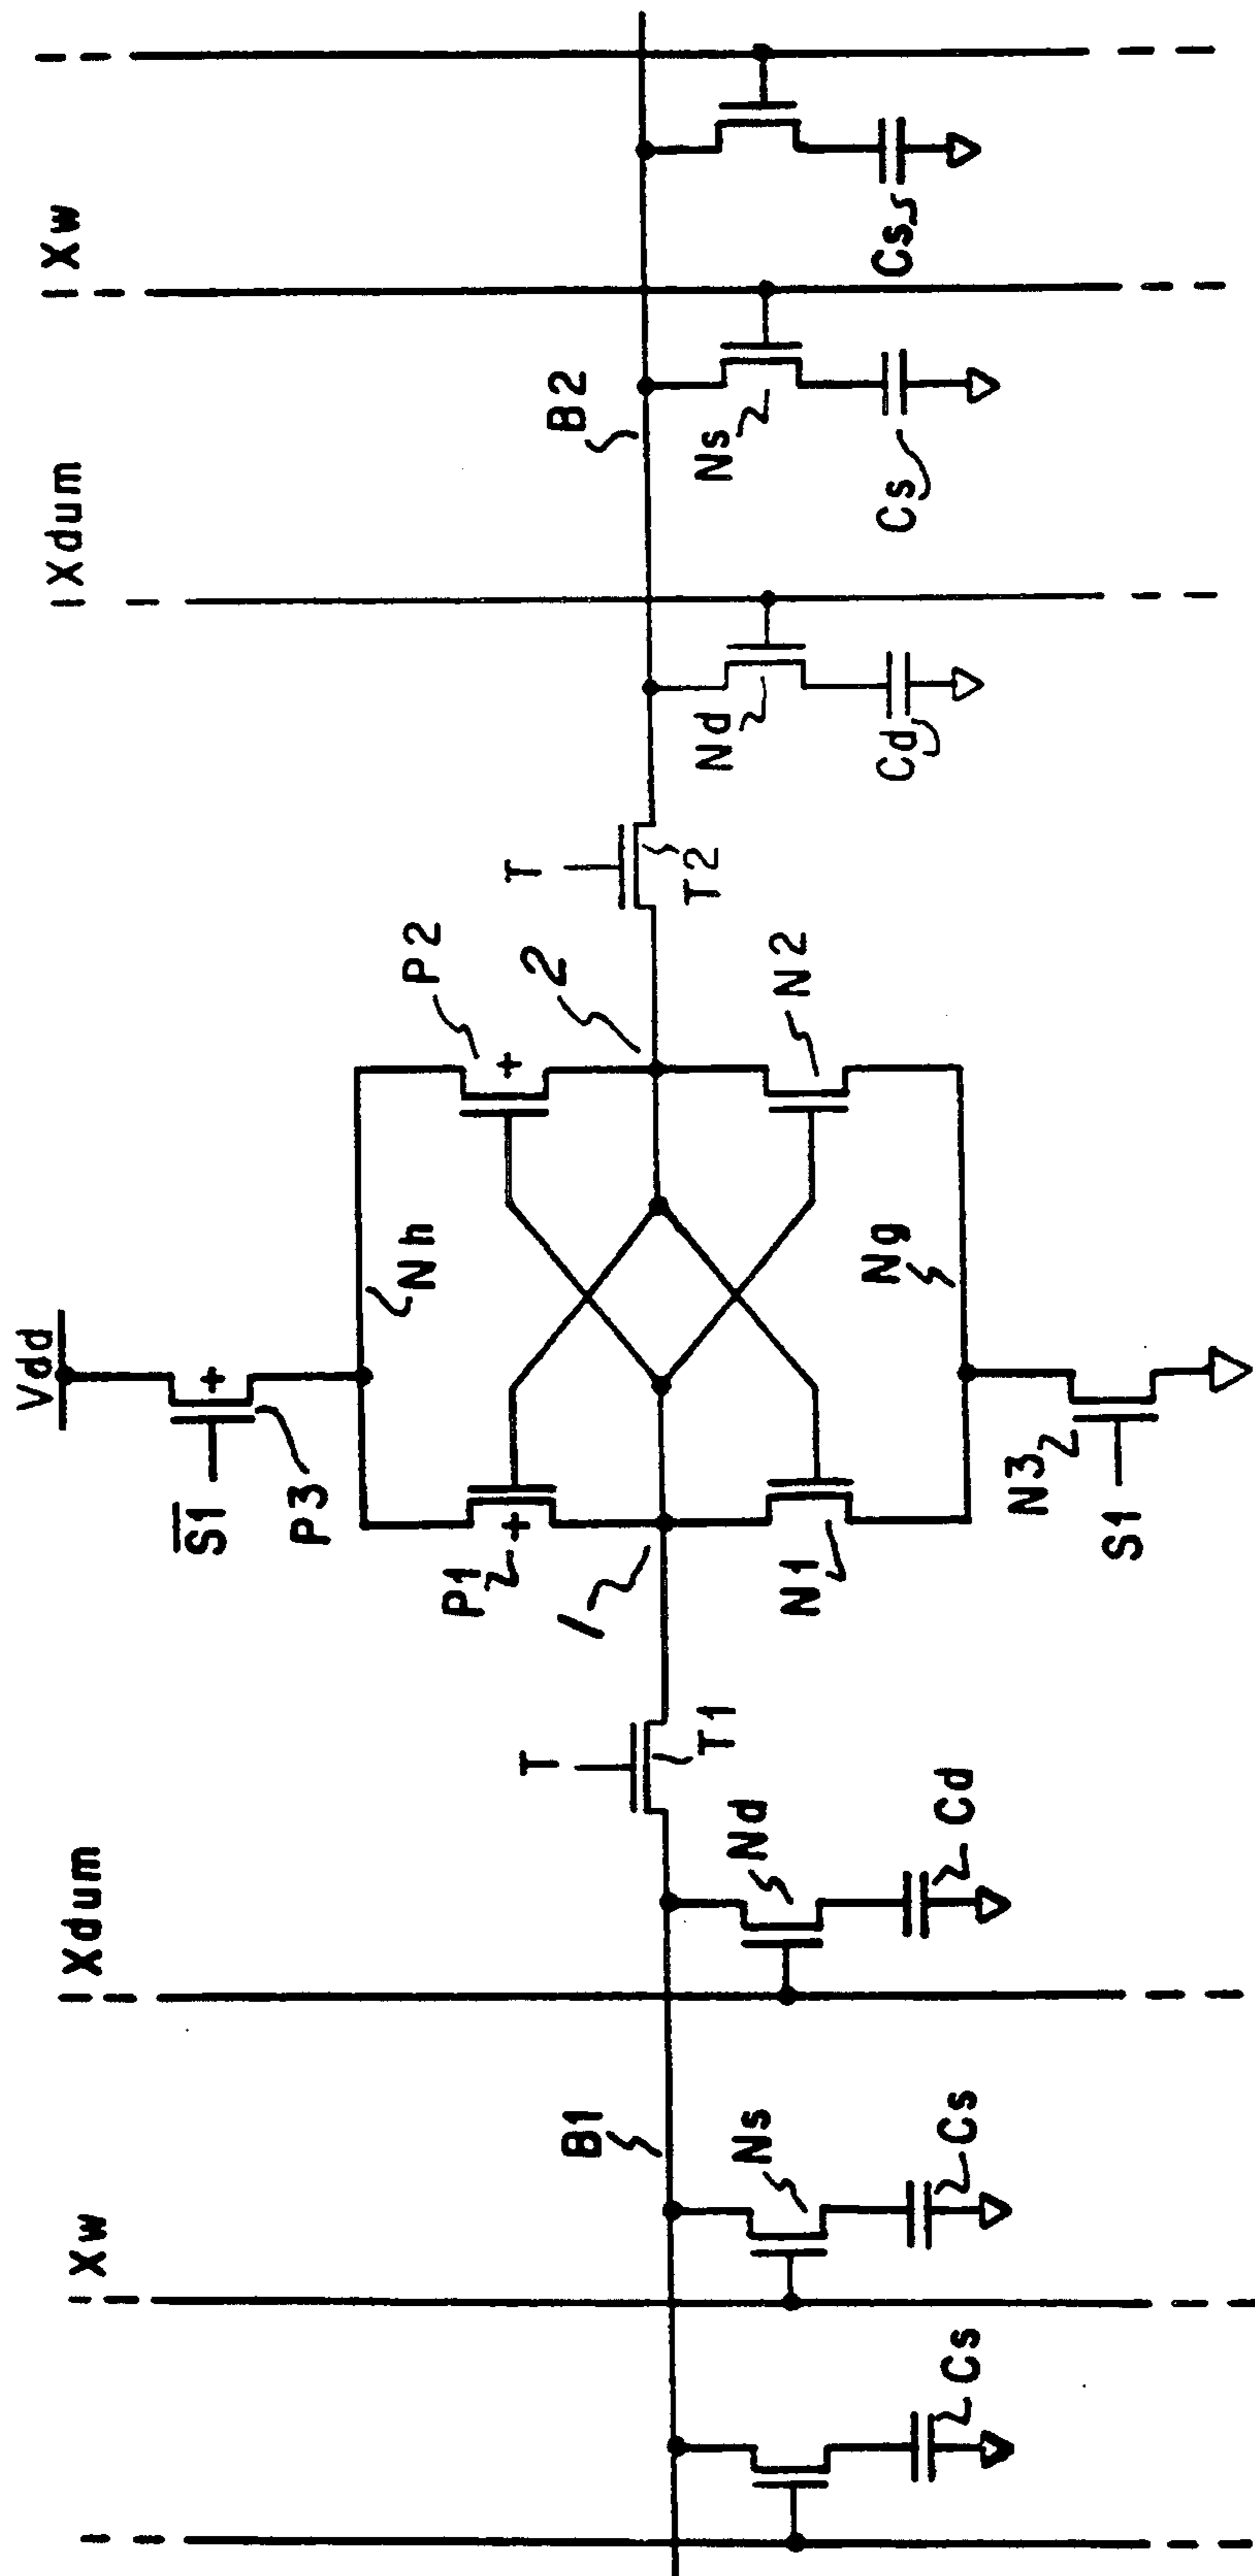 Xw
Xdum
Vdd
Xdum
Xw
S1
P3
Nh
P1
P2
T
T
B1
1
2
B2
T1
T2
Ns
Nd
N1
Ng
N2
Nd
Ns
Cs
Cs
Cd
N3
S1
Cd
Cs
Cs